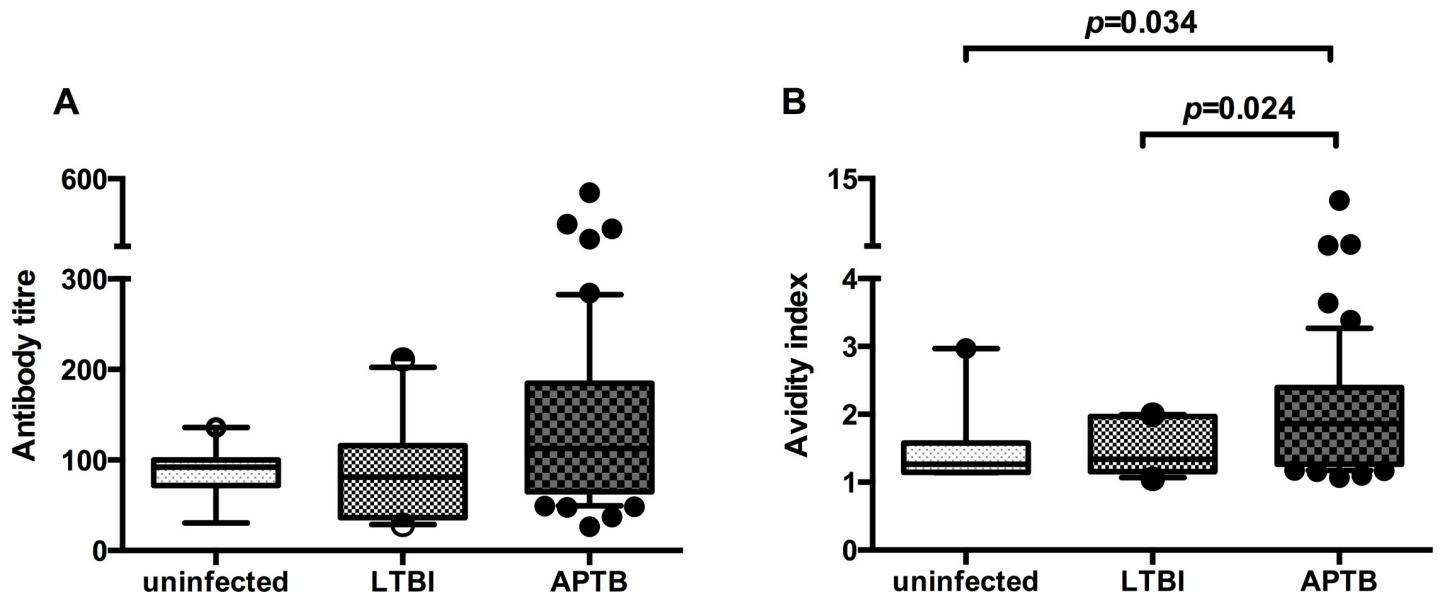 A
Antibody titre
600
300
200
100
0
uninfected LTBI APTB
B
p=0.034
p=0.024
Avidity index
15
4
3
2
1
0
uninfected LTBI APTB